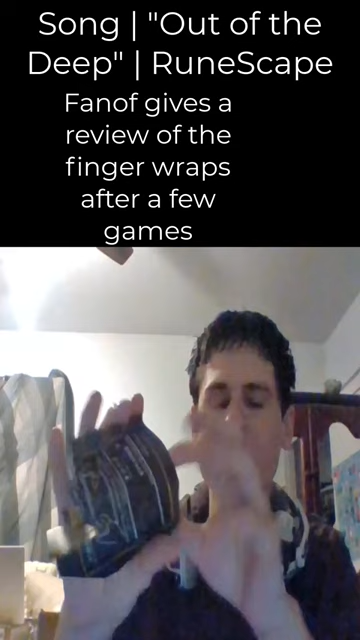 Song | "Out of the
Deep" | RuneScape
Fanof gives a
review of the
finger wraps
after a few
games